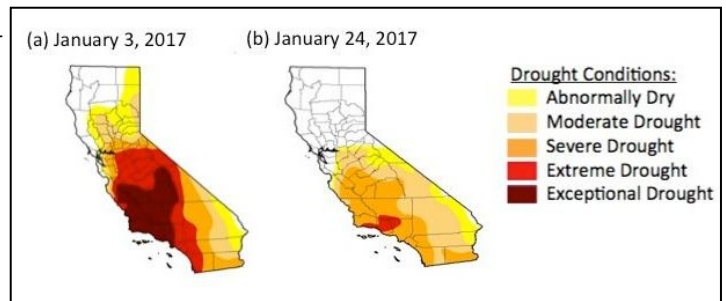 (a) January 3, 2017
(b) January 24, 2017
Drought Conditions:
Abnormally Dry
Moderate Drought
Severe Drought
Extreme Drought
Exceptional Drought